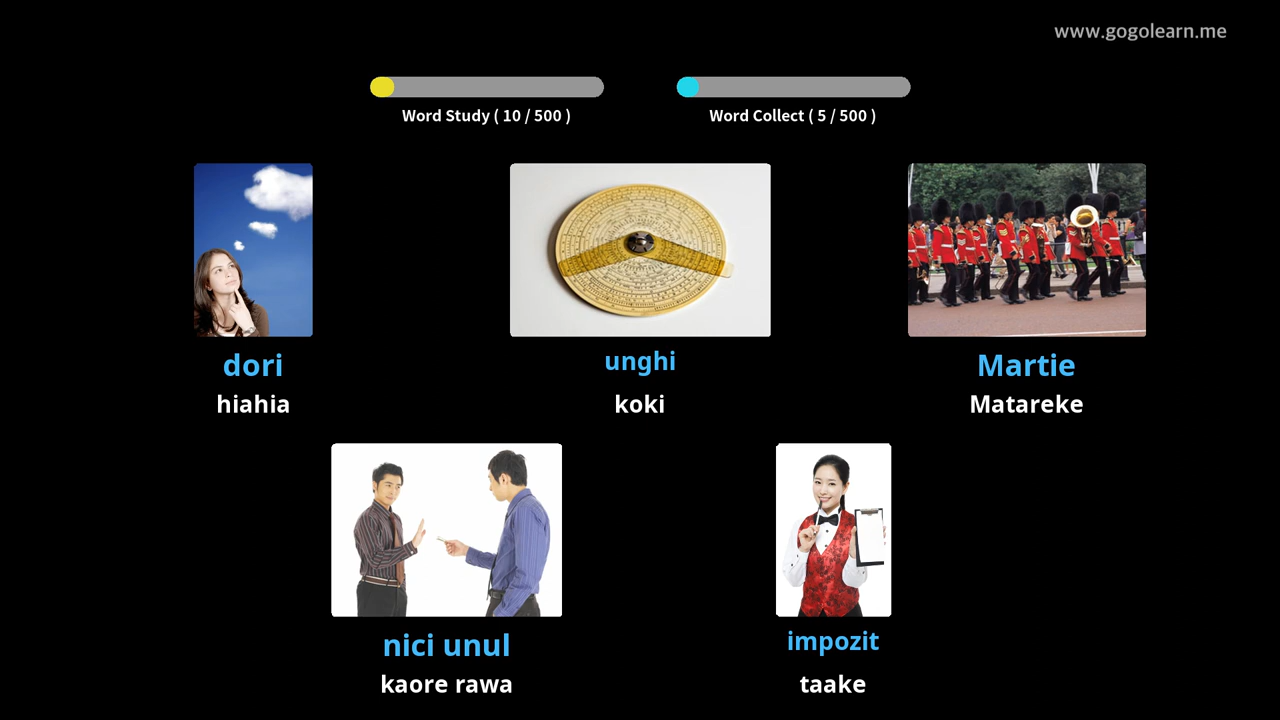 www.gogolearn.me
Word Study ( 10 / 500 )
Word Collect ( 5 / 500 )
dori
hiahia
unghi
koki
Martie
Matareke
nici unul
kaore rawa
impozit
taake